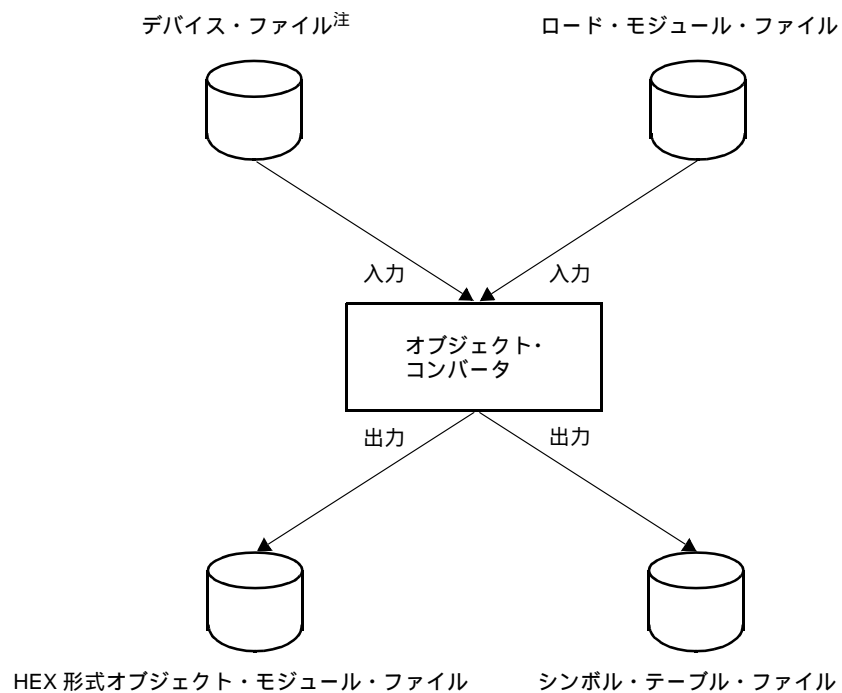 デバイス・ファイル注
ロード・モジュール・ファイル
入力
入力
オブジェクト・
コンバータ
出力
出力
HEX 形式オブジェクト・モジュール・ファイル
シンボル・テーブル・ファイル